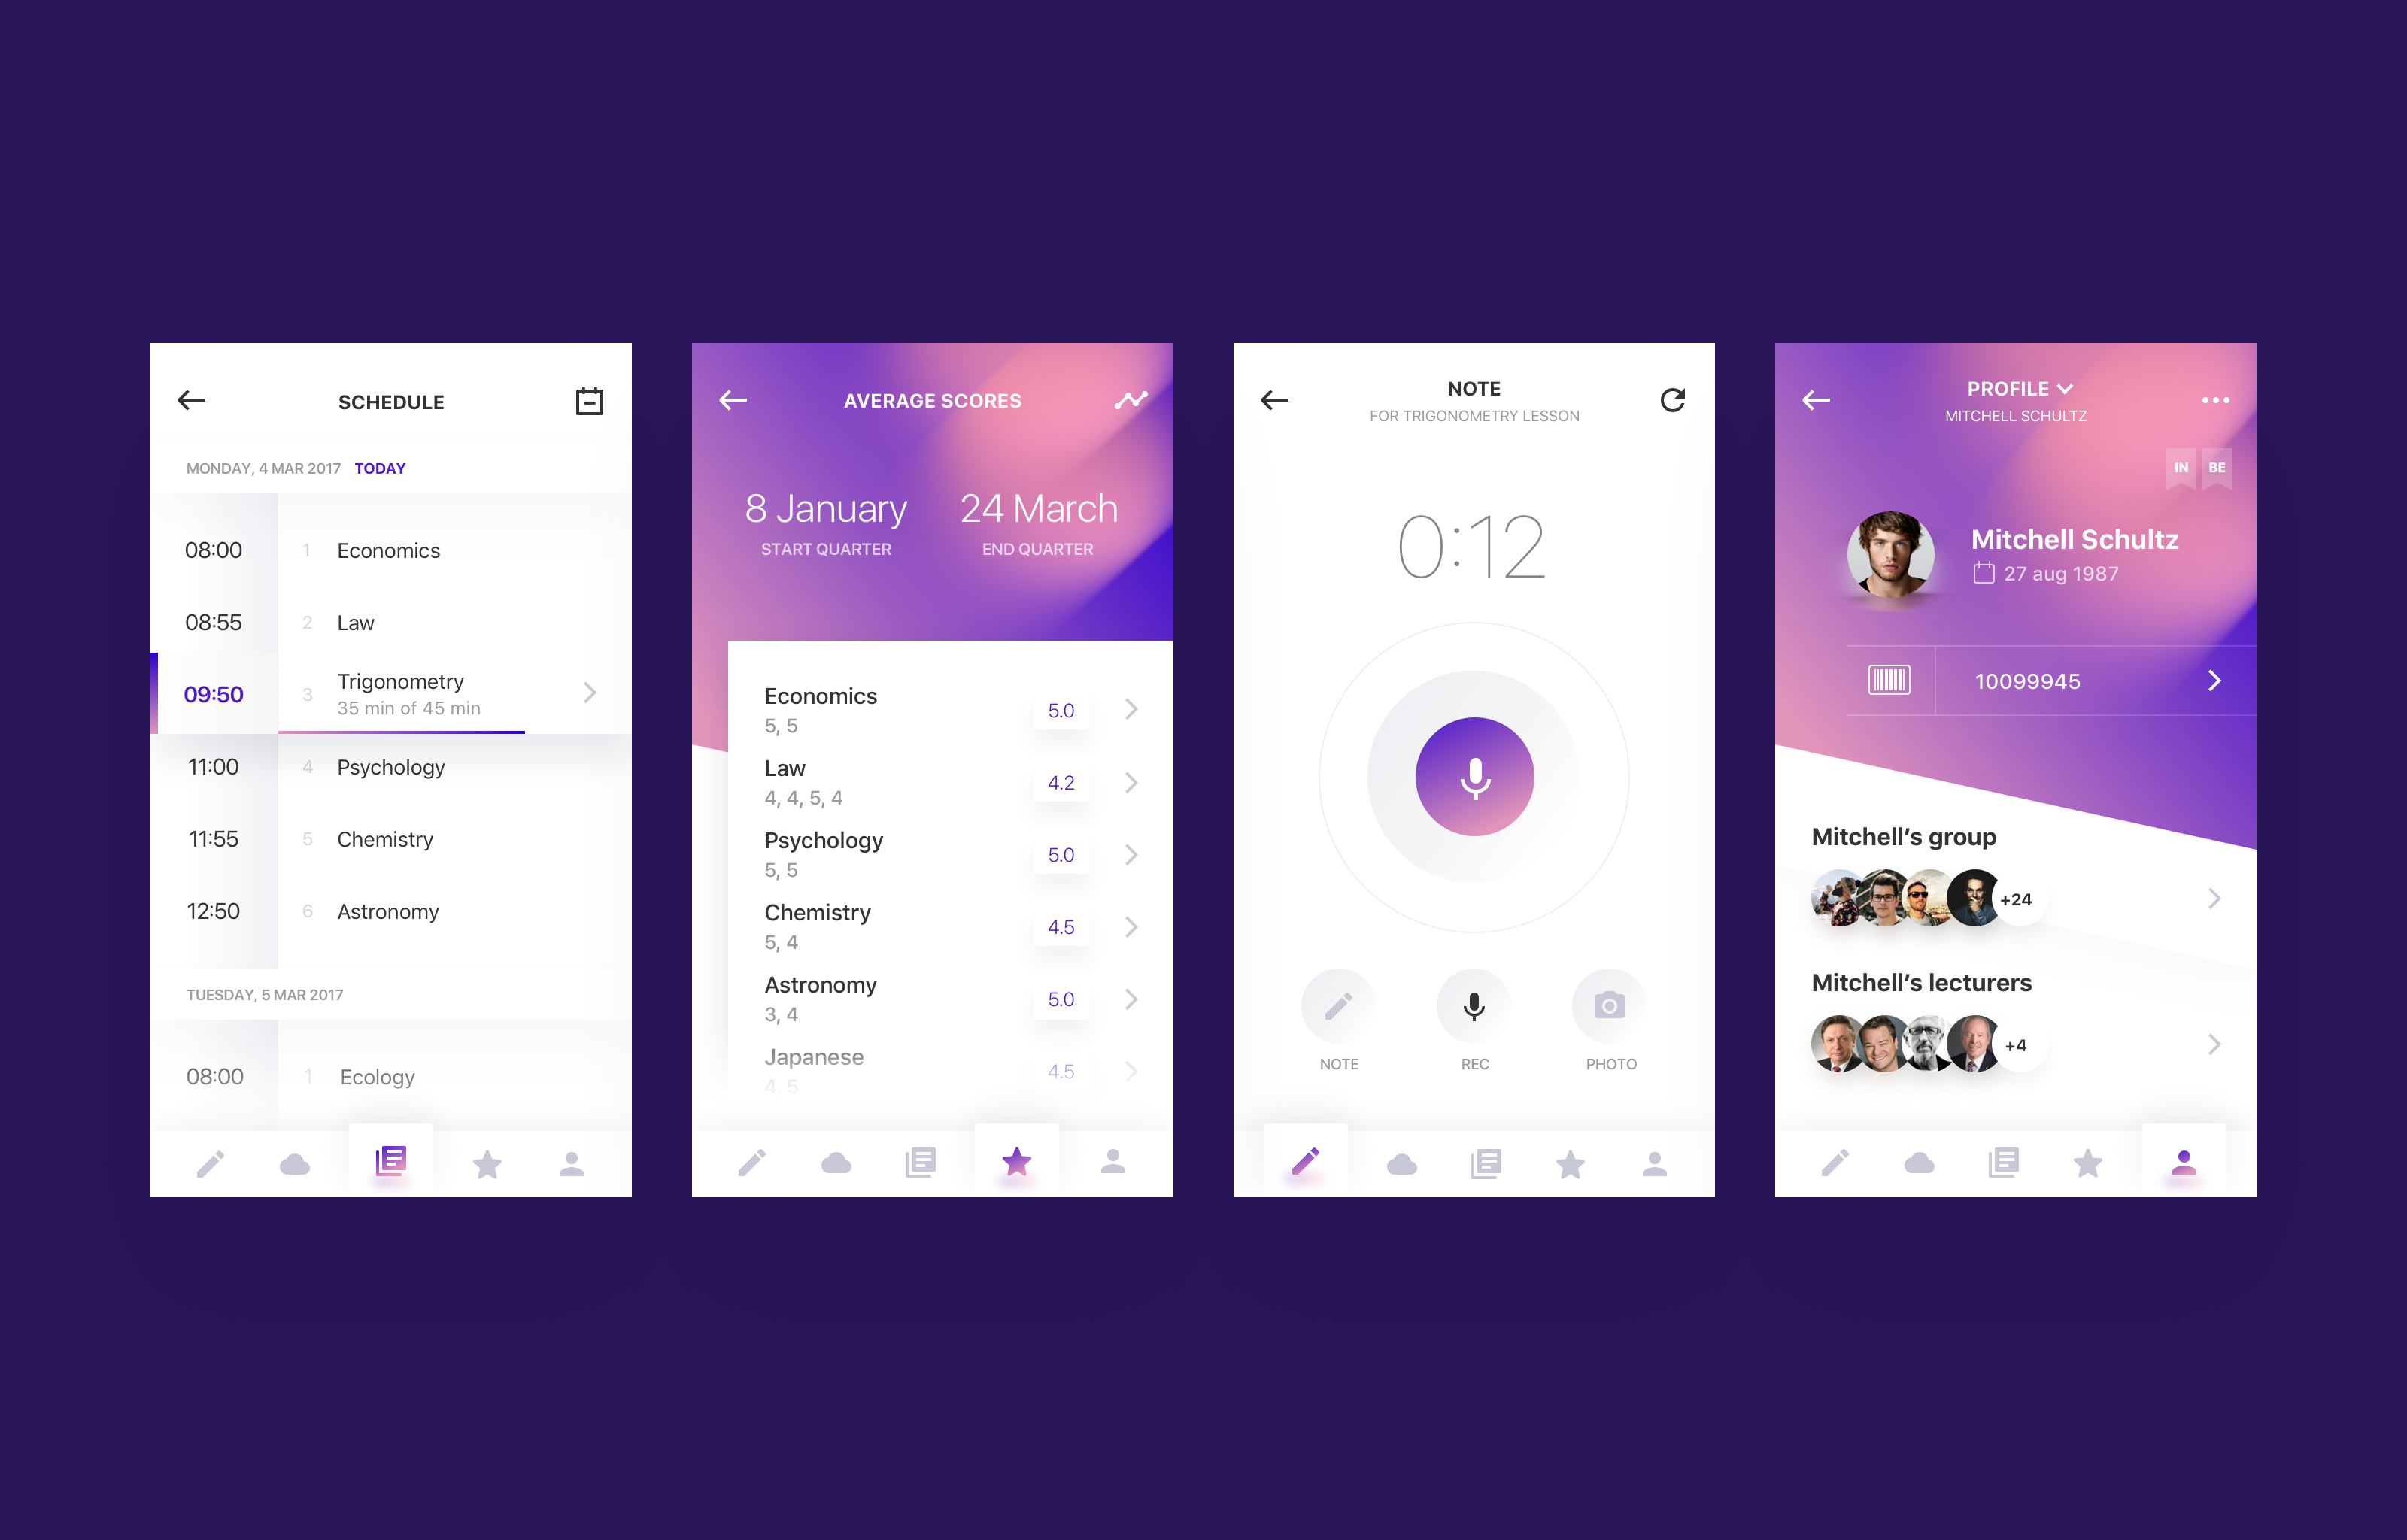 SCHEDULE
MONDAY, 4 MAR 2017 TODAY
08:00 1 Economics
08:55 2 Law
09:50 3 Trigonometry
35 min of 45 min
11:00 4 Psychology
11:55 5 Chemistry
12:50 6 Astronomy
TUESDAY, 5 MAR 2017
08:00 1 Ecology
AVERAGE SCORES
8 January 24 March
START QUARTER END QUARTER
Economics 5.0
5, 5
Law 4.2
4, 4, 5, 4
Psychology 5.0
5, 5
Chemistry 4.5
5, 4
Astronomy 5.0
3, 4
Japanese 4.5
4, 5
NOTE
FOR TRIGONOMETRY LESSON
0:12
NOTE REC PHOTO
PROFILE
MITCHELL SCHULTZ
IN BE
Mitchell Schultz
27 aug 1987
10099945
Mitchell’s group
+24
Mitchell’s lecturers
+4